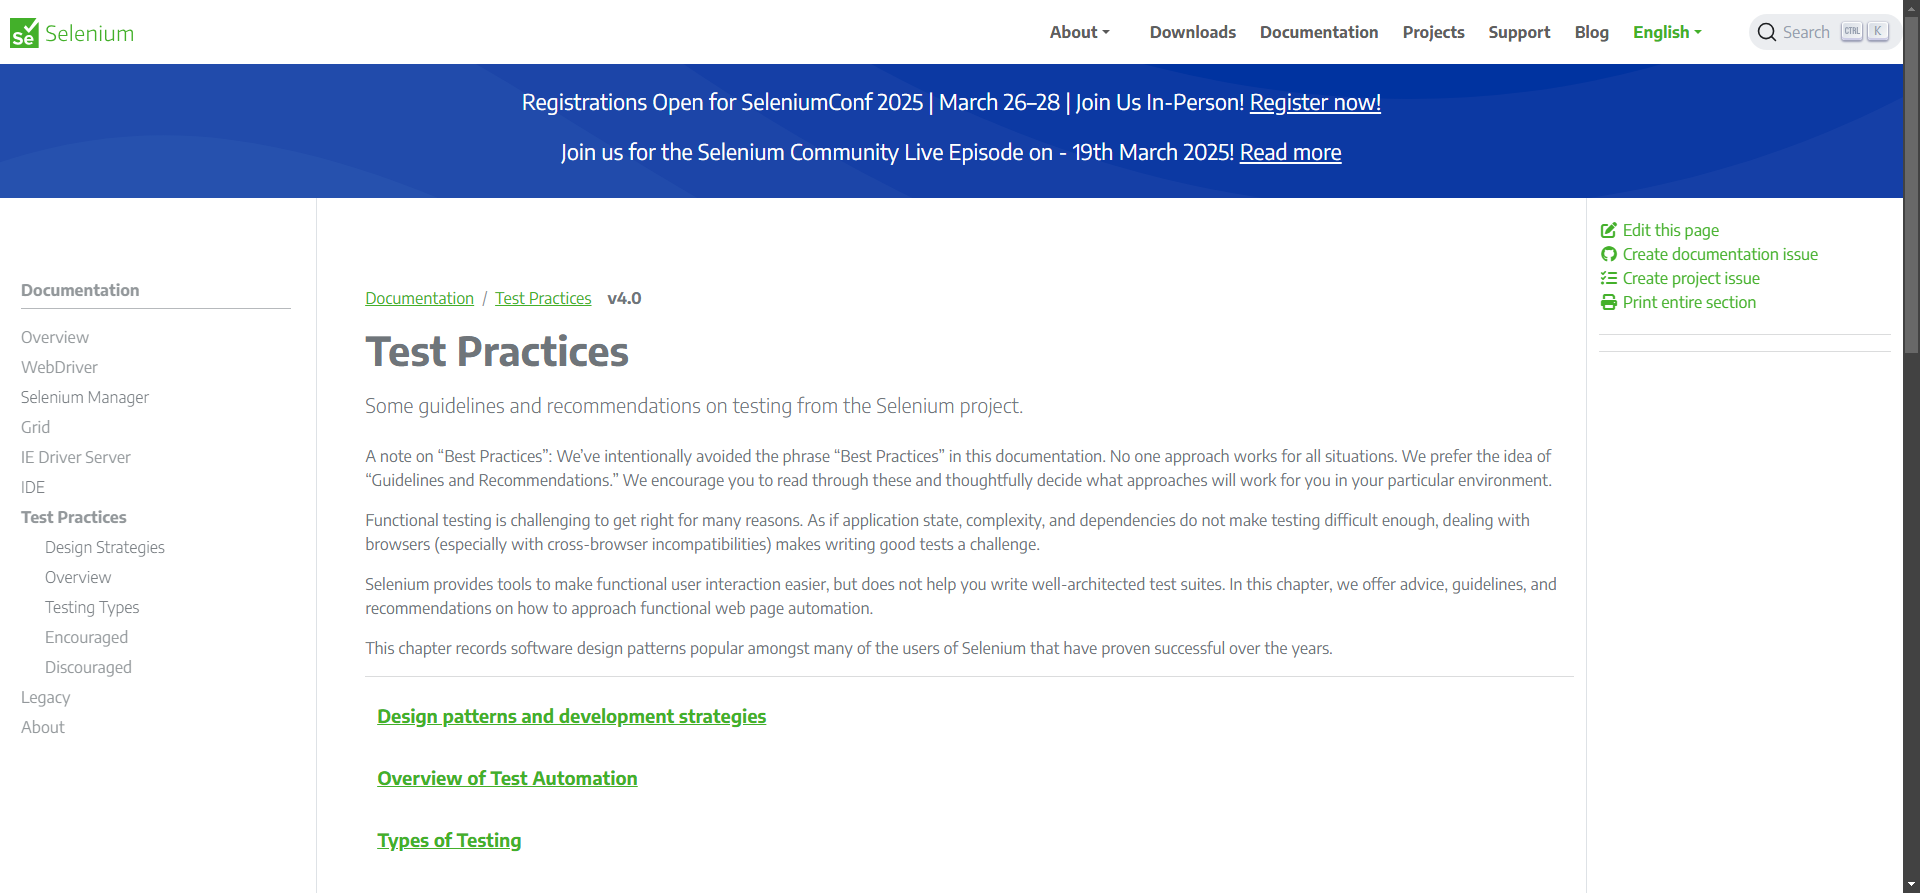 Se Selenium
About
Downloads
Documentation
Projects
Support
Blog
English
Search CTRL K
Registrations Open for SeleniumConf 2025 | March 26–28 | Join Us In-Person! Register now!
Join us for the Selenium Community Live Episode on - 19th March 2025! Read more
Documentation
Overview
WebDriver
Selenium Manager
Grid
IE Driver Server
IDE
Test Practices
Design Strategies
Overview
Testing Types
Encouraged
Discouraged
Legacy
About
Documentation / Test Practices v4.0
Test Practices
Some guidelines and recommendations on testing from the Selenium project.
A note on “Best Practices”: We’ve intentionally avoided the phrase “Best Practices” in this documentation. No one approach works for all situations. We prefer the idea of
“Guidelines and Recommendations.” We encourage you to read through these and thoughtfully decide what approaches will work for you in your particular environment.
Functional testing is challenging to get right for many reasons. As if application state, complexity, and dependencies do not make testing difficult enough, dealing with
browsers (especially with cross-browser incompatibilities) makes writing good tests a challenge.
Selenium provides tools to make functional user interaction easier, but does not help you write well-architected test suites. In this chapter, we offer advice, guidelines, and
recommendations on how to approach functional web page automation.
This chapter records software design patterns popular amongst many of the users of Selenium that have proven successful over the years.
Design patterns and development strategies
Overview of Test Automation
Types of Testing
Edit this page
Create documentation issue
Create project issue
Print entire section